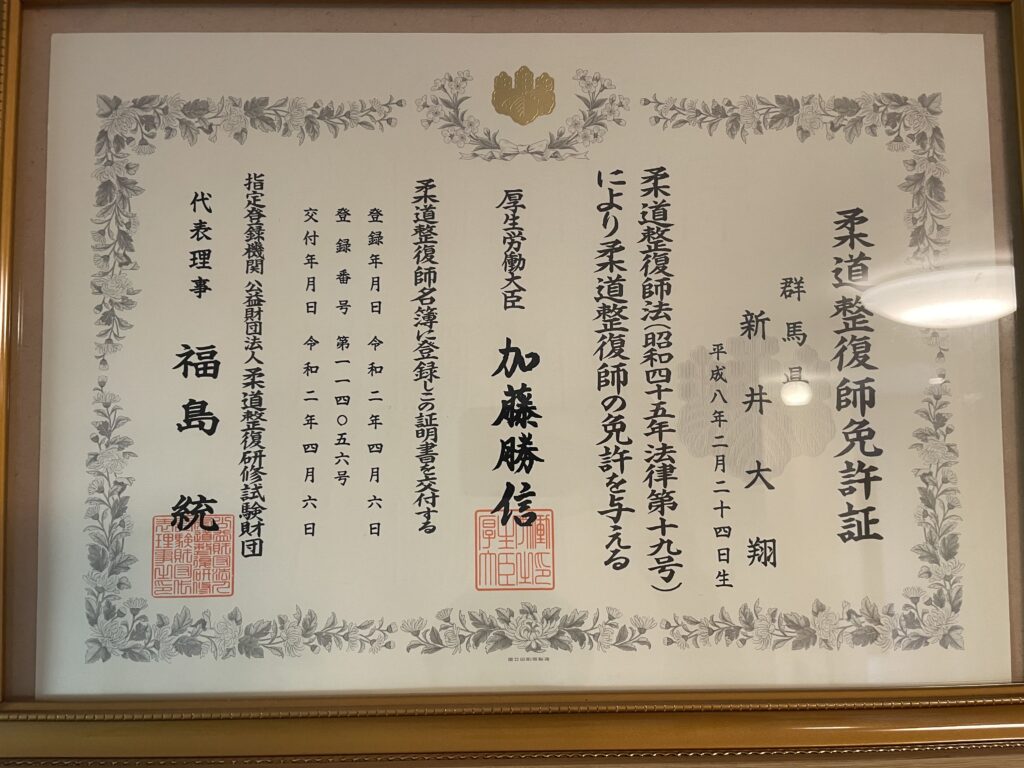 柔道整復師免許証
群馬県
新井大翔
平成八年二月二十四日生
柔道整復師法(昭和四十五年法律第十九号)
により柔道整復師の免許を与える
厚生労働大臣 加藤勝信
柔道整復師名簿に登録しこの証明書を交付する
登録年月日 令和二年四月六日
登録番号 第一一四〇五六号
交付年月日 令和二年四月六日
指定登録機関 公益財団法人柔道整復研修試験財団
代表理事 福島 統